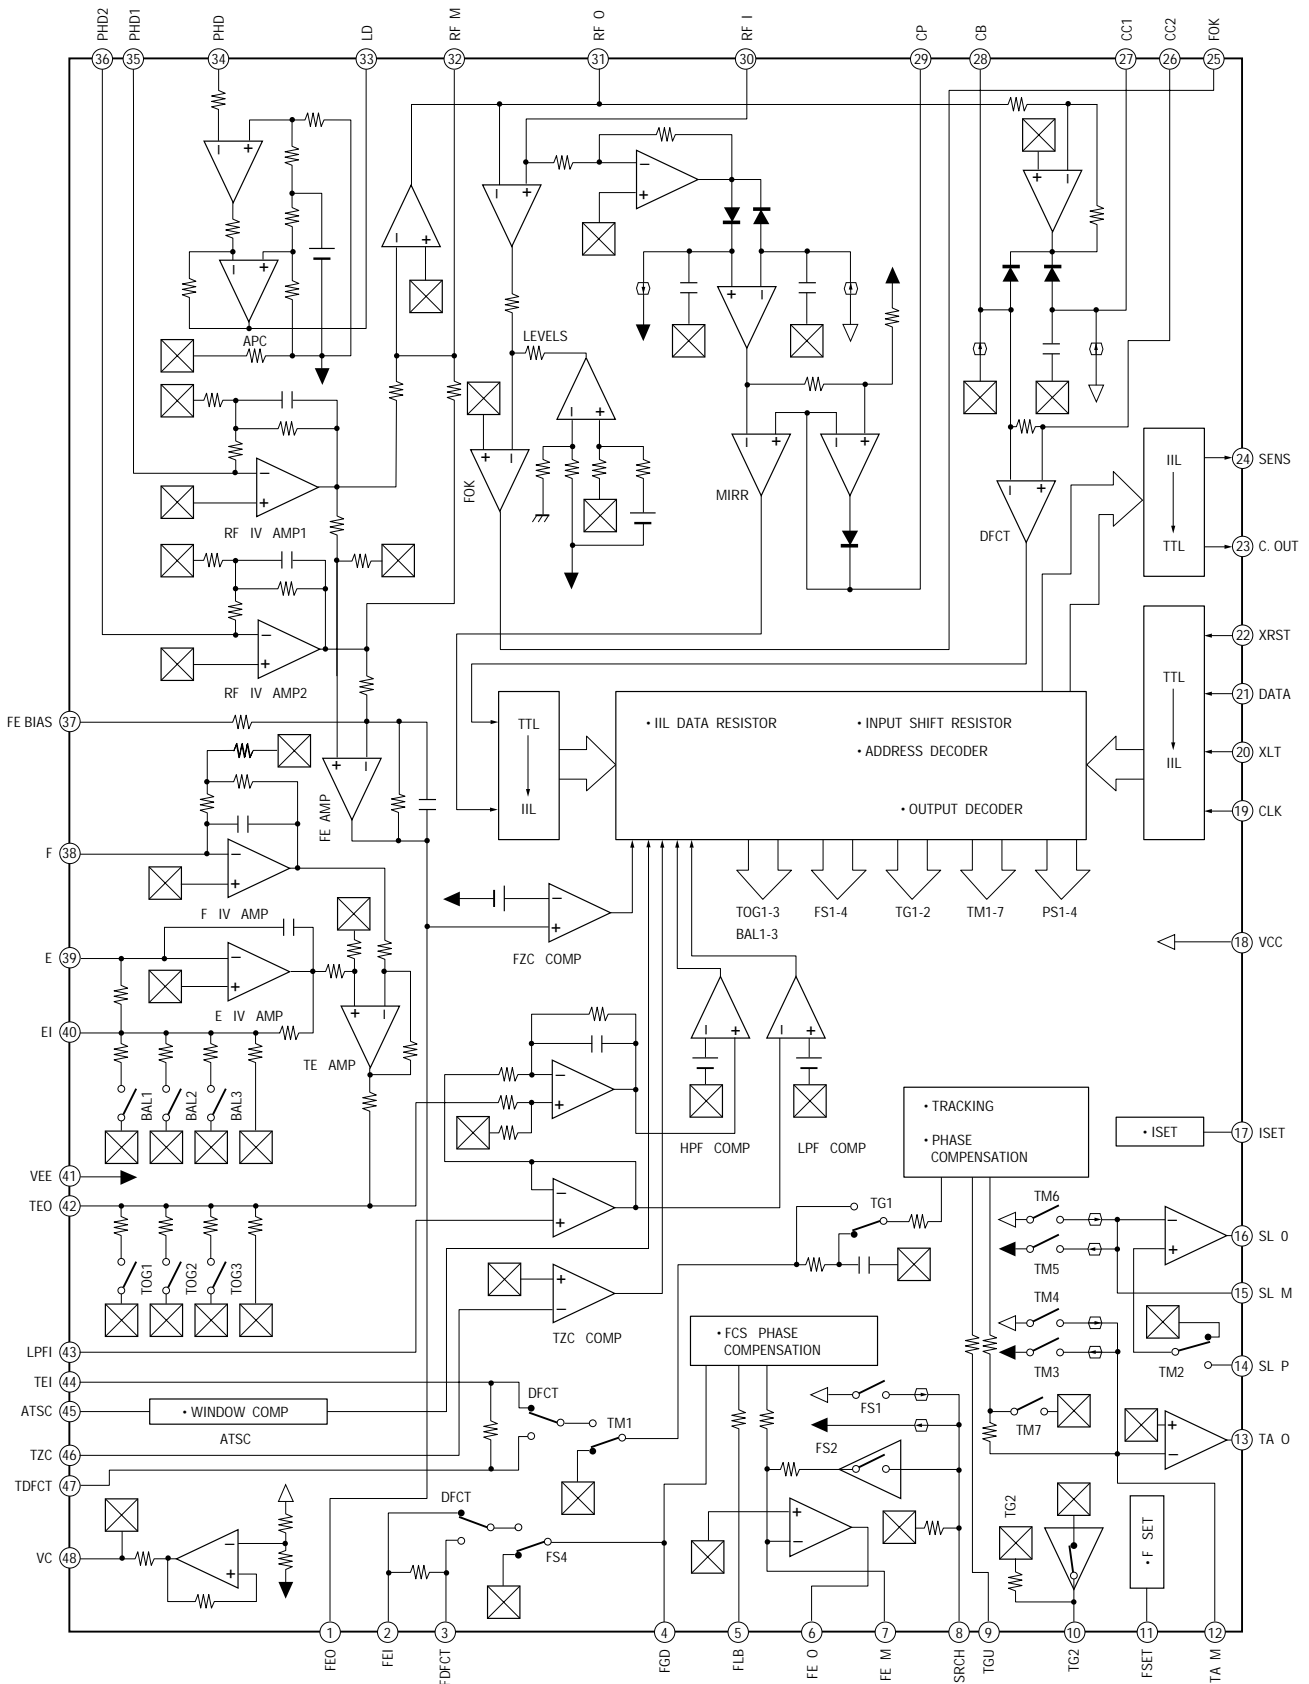 PHD2
PHD1
PHD
LD
RF M
RF O
RF I
CP
CB
CC1
CC2
FOK
36
35
34
33
32
31
30
29
28
27
26
25
APC
LEVELS
FOK
MIRR
DFCT
RF IV AMP1
RF IV AMP2
IIL
TTL
24 SENS
23 C. OUT
22 XRST
21 DATA
20 XLT
19 CLK
TTL
IIL
FE BIAS 37
TTL
IIL
• IIL DATA RESISTOR
• INPUT SHIFT RESISTOR
• ADDRESS DECODER
• OUTPUT DECODER
FE AMP
F 38
F IV AMP
TOG1-3
BAL1-3
FS1-4
TG1-2
TM1-7
PS1-4
FZC COMP
18 VCC
E 39
E IV AMP
EI 40
TE AMP
BAL1
BAL2
BAL3
HPF COMP
LPF COMP
• TRACKING
• PHASE
COMPENSATION
• ISET
17 ISET
VEE 41
TEO 42
TOG1
TOG2
TOG3
TG1
TM6
TM5
16 SL O
15 SL M
TM4
TM3
TM2
14 SL P
TZC COMP
• FCS PHASE
COMPENSATION
LPFI 43
TEI 44
ATSC 45
• WINDOW COMP
ATSC
DFCT
TM1
FS1
FS2
TM7
13 TA O
TZC 46
TDFCT 47
DFCT
FS4
VC 48
TG2
• F SET
1
2
3
4
5
6
7
8
9
10
11
12
FEO
FEI
FDFCT
FGD
FLB
FE O
FE M
SRCH
TGU
TG2
FSET
TA M